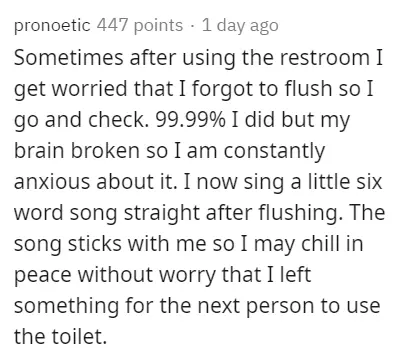 pronoetic 447 points · 1 day ago
Sometimes after using the restroom I
get worried that I forgot to flush so I
go and check. 99.99% I did but my
brain broken so I am constantly
anxious about it. I now sing a little six
word song straight after flushing. The
song sticks with me so I may chill in
peace without worry that I left
something for the next person to use
the toilet.